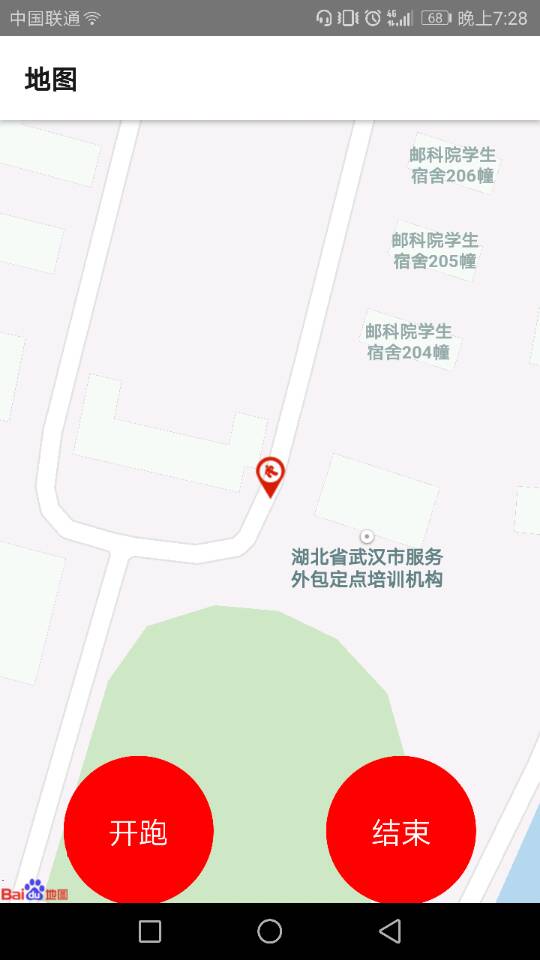 中国联通
4G
68
晚上7:28
地图
邮科院学生
宿舍206幢
邮科院学生
宿舍205幢
邮科院学生
宿舍204幢
湖北省武汉市服务
外包定点培训机构
开跑
结束
Bai du 地图